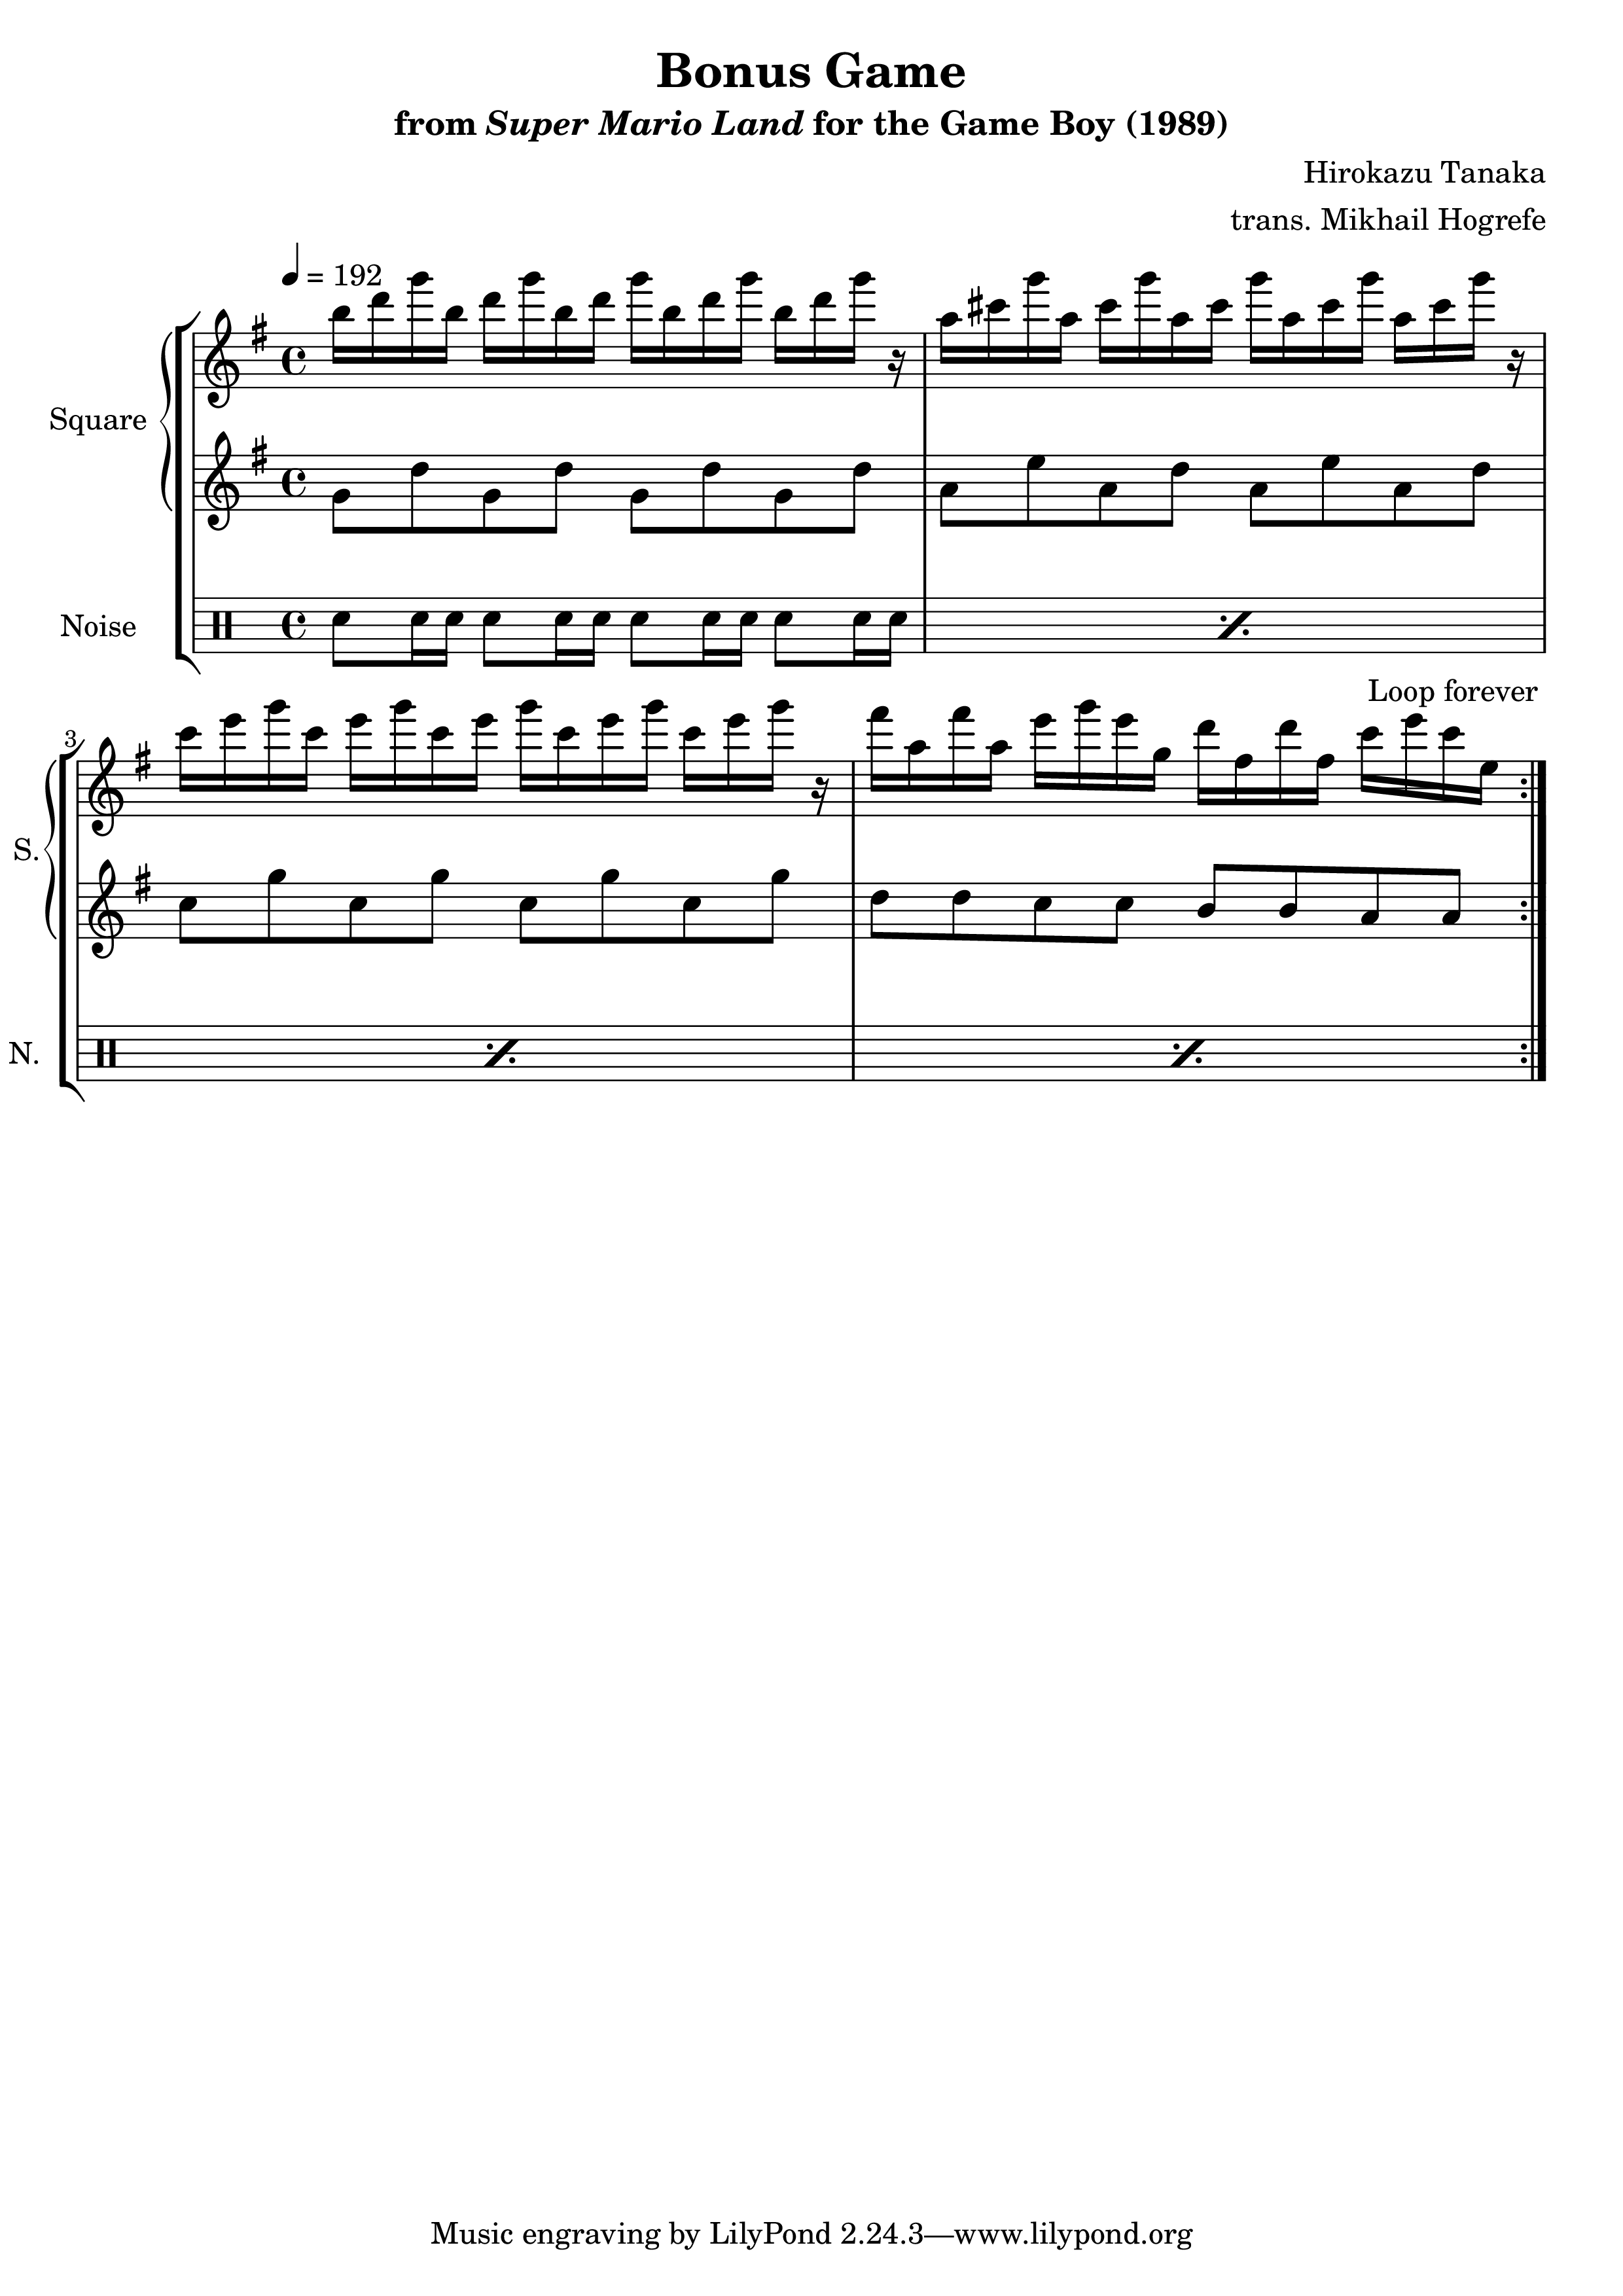 Bonus Game
from Super Mario Land for the Game Boy (1989)
Hirokazu Tanaka
trans. Mikhail Hogrefe
= 192
Square
Noise
Loop forever
3
S.
N.
Music engraving by LilyPond 2.24.3—www.lilypond.org